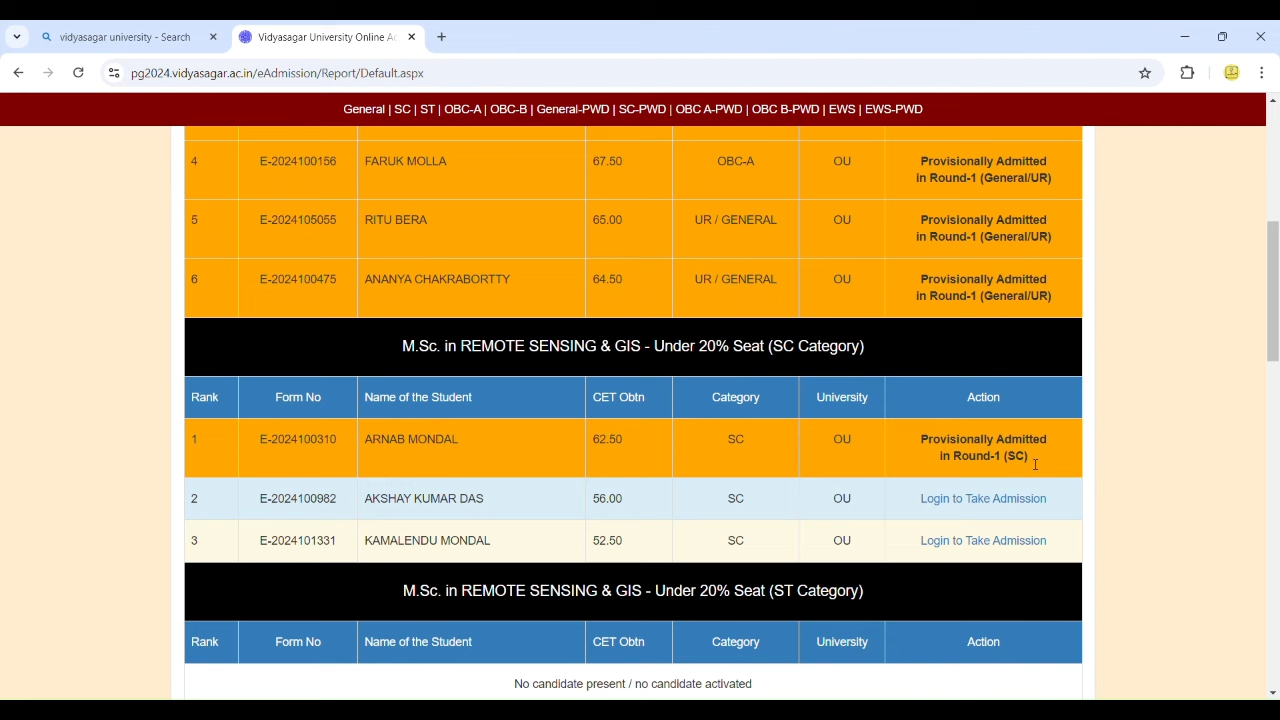 vidyasagar university - Search
Vidyasagar University Online Ac
pg2024.vidyasagar.ac.in/eAdmission/Report/Default.aspx
General | SC | ST | OBC-A | OBC-B | General-PWD | SC-PWD | OBC A-PWD | OBC B-PWD | EWS | EWS-PWD
4 E-2024100156 FARUK MOLLA 67.50 OBC-A OU Provisionally Admitted
in Round-1 (General/UR)
5 E-2024105055 RITU BERA 65.00 UR / GENERAL OU Provisionally Admitted
in Round-1 (General/UR)
6 E-2024100475 ANANYA CHAKRABORTTY 64.50 UR / GENERAL OU Provisionally Admitted
in Round-1 (General/UR)
M.Sc. in REMOTE SENSING & GIS - Under 20% Seat (SC Category)
Rank Form No Name of the Student CET Obtn Category University Action
1 E-2024100310 ARNAB MONDAL 62.50 SC OU Provisionally Admitted
in Round-1 (SC)
2 E-2024100982 AKSHAY KUMAR DAS 56.00 SC OU Login to Take Admission
3 E-2024101331 KAMALENDU MONDAL 52.50 SC OU Login to Take Admission
M.Sc. in REMOTE SENSING & GIS - Under 20% Seat (ST Category)
Rank Form No Name of the Student CET Obtn Category University Action
No candidate present / no candidate activated